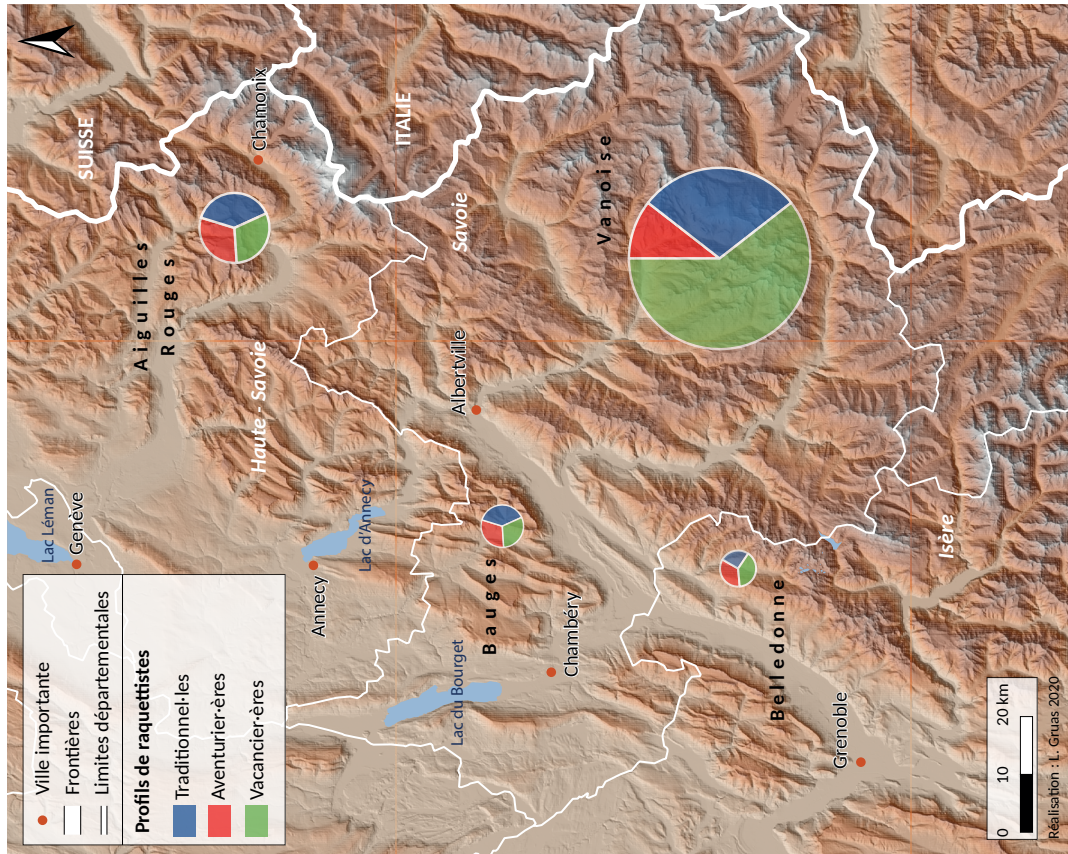 SUISSE
Chamonix
ITALIE
Aiguilles
Rouges
Savoie
Vanoise
Haute - Savoie
Albertville
Lac Léman
Genève
Lac d'Annecy
Annecy
Bauges
Chambéry
Lac du Bourget
Isère
Belledonne
Grenoble
Ville importante
Frontières
Limites départementales
Profils de raquettistes
Traditionnel·les
Aventurier·ères
Vacancier·ères
0 10 20 km
Réalisation : L. Gruas 2020